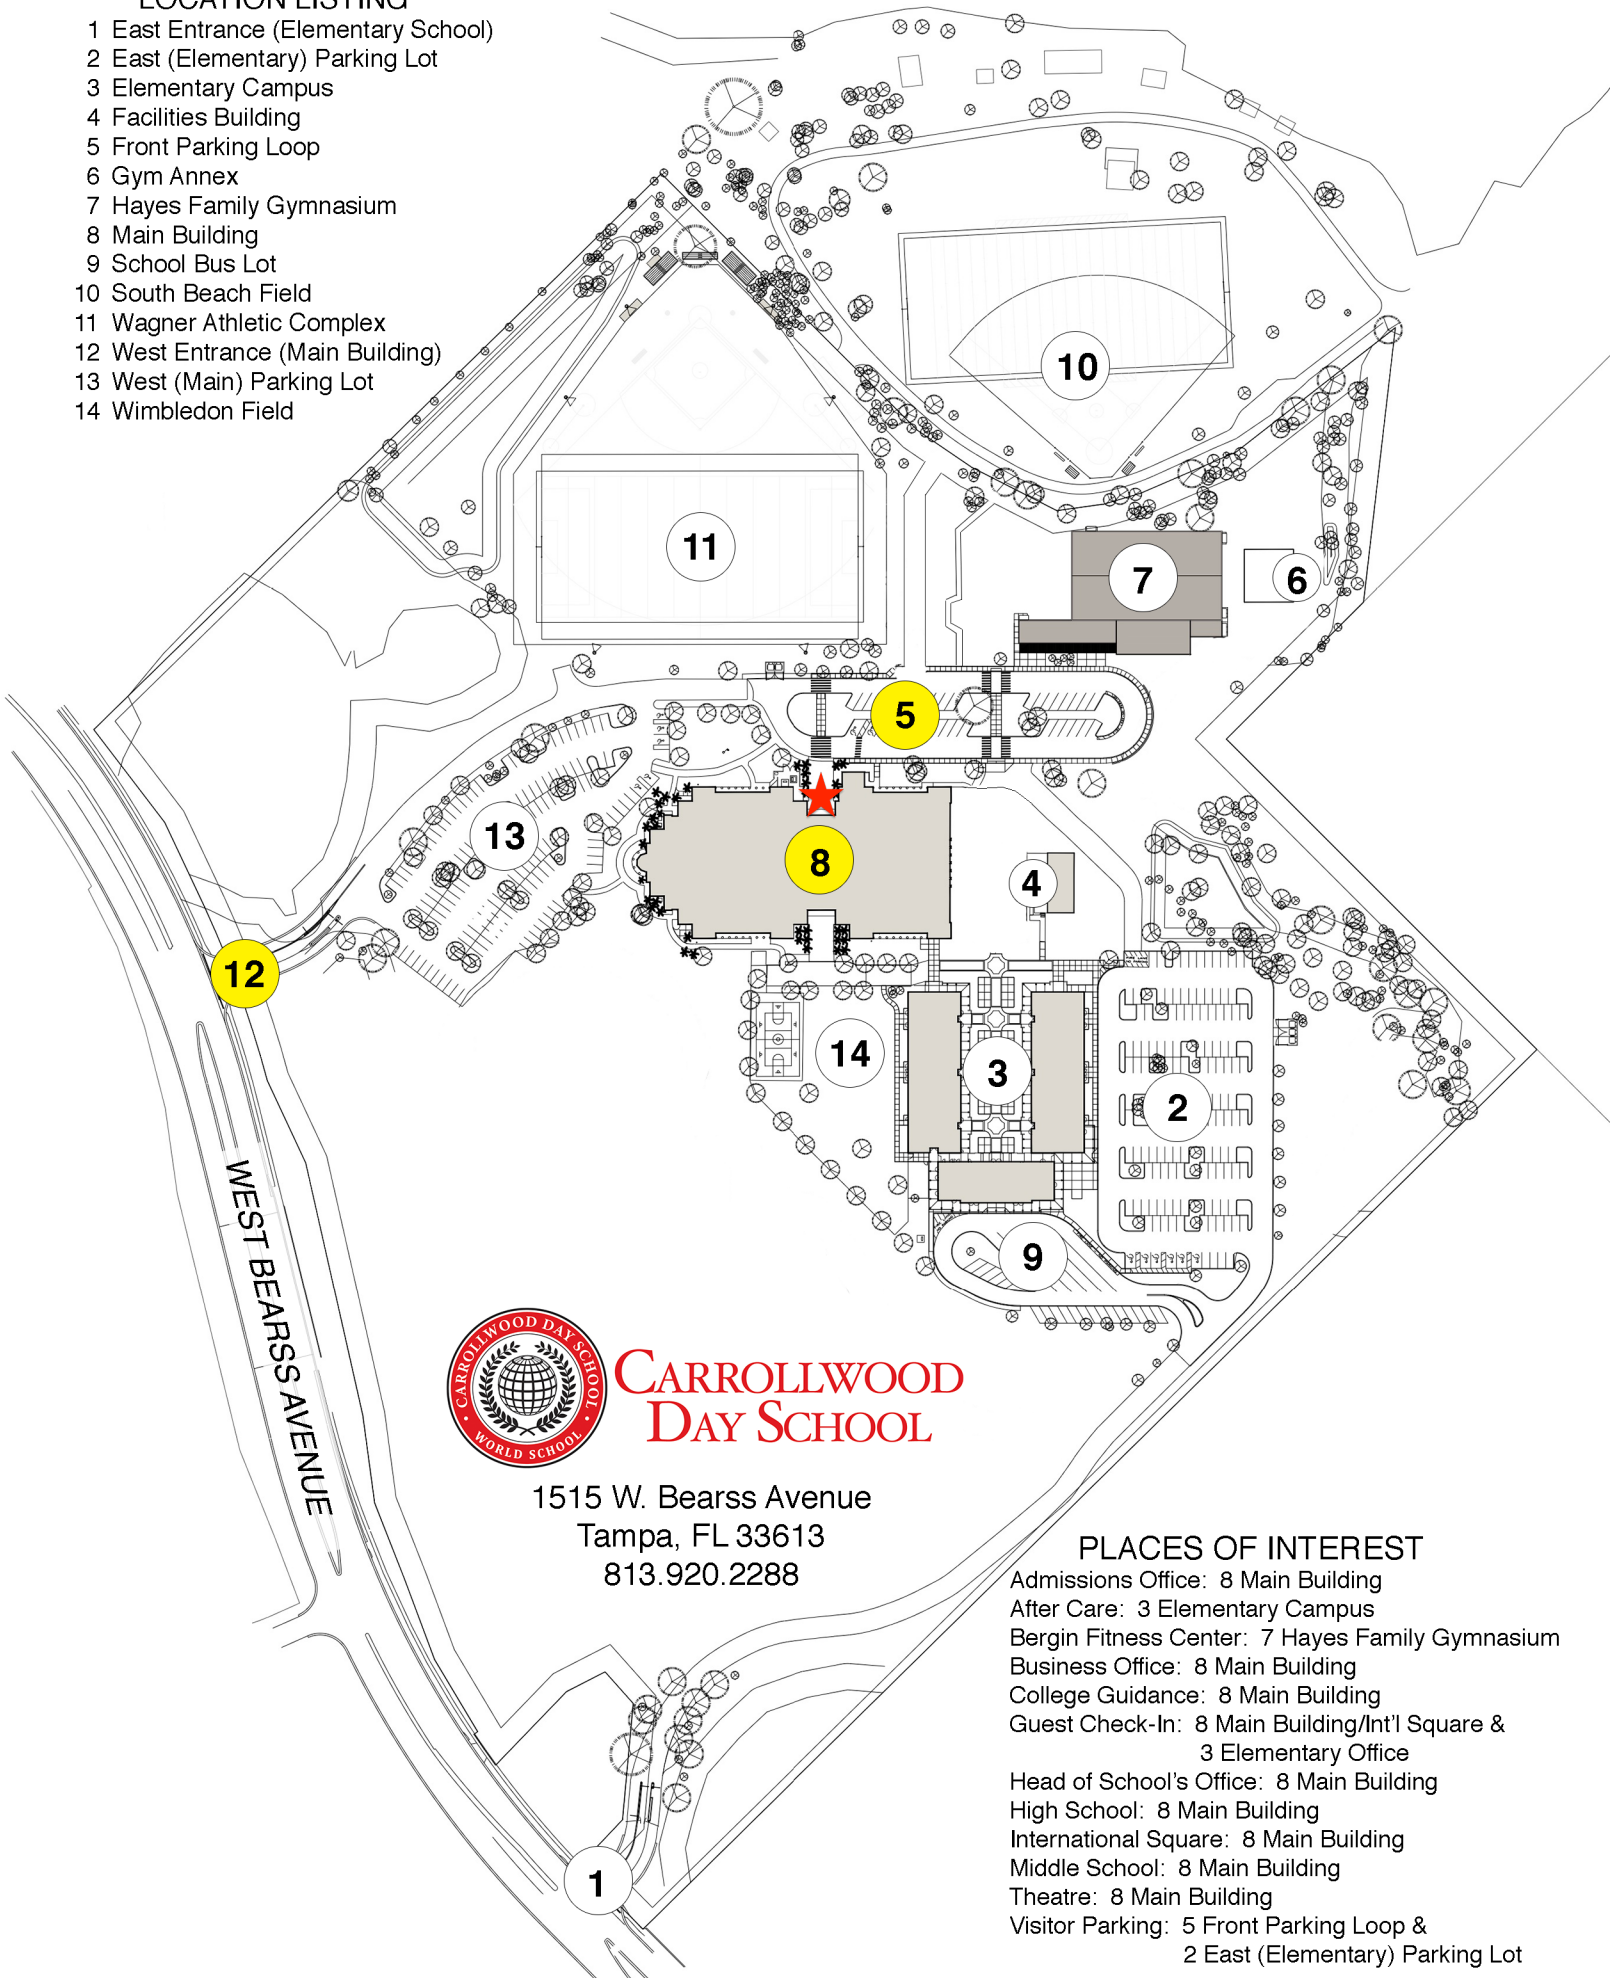 LOCATION LISTING
1 East Entrance (Elementary School)
2 East (Elementary) Parking Lot
3 Elementary Campus
4 Facilities Building
5 Front Parking Loop
6 Gym Annex
7 Hayes Family Gymnasium
8 Main Building
9 School Bus Lot
10 South Beach Field
11 Wagner Athletic Complex
12 West Entrance (Main Building)
13 West (Main) Parking Lot
14 Wimbledon Field
10
11
7
6
5
13
8
4
12
14
3
2
9
WEST BEARSS AVENUE
CARROLLWOOD DAY SCHOOL
WORLD SCHOOL
CARROLLWOOD
DAY SCHOOL
1515 W. Bearss Avenue
Tampa, FL 33613
813.920.2288
1
PLACES OF INTEREST
Admissions Office: 8 Main Building
After Care: 3 Elementary Campus
Bergin Fitness Center: 7 Hayes Family Gymnasium
Business Office: 8 Main Building
College Guidance: 8 Main Building
Guest Check-In: 8 Main Building/Int'l Square &
3 Elementary Office
Head of School's Office: 8 Main Building
High School: 8 Main Building
International Square: 8 Main Building
Middle School: 8 Main Building
Theatre: 8 Main Building
Visitor Parking: 5 Front Parking Loop &
2 East (Elementary) Parking Lot